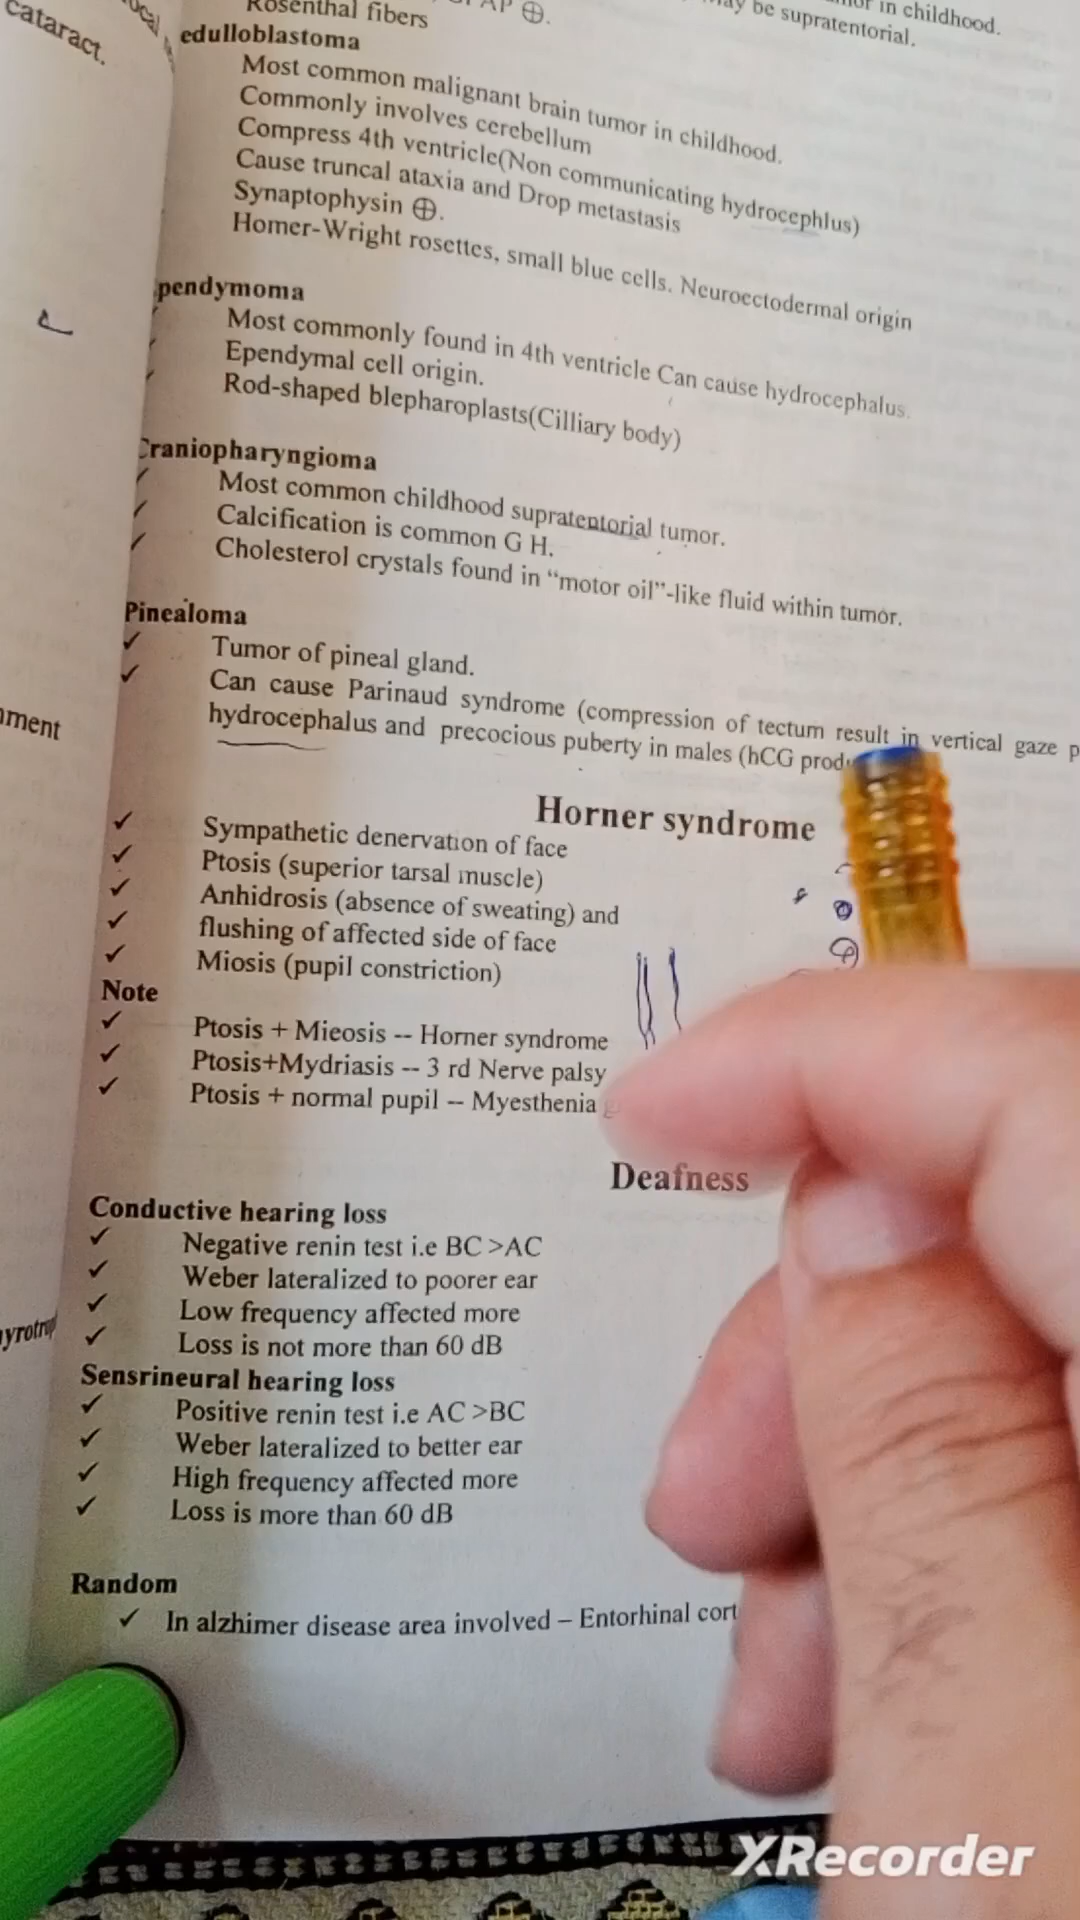 cataract.
Rosenthal fibers
may be supratentorial.
in childhood.
edulloblastoma
Most common malignant brain tumor in childhood.
Commonly involves cerebellum
Compress 4th ventricle(Non communicating hydrocephlus)
Cause truncal ataxia and Drop metastasis
Synaptophysin ⊕.
Homer-Wright rosettes, small blue cells. Neuroectodermal origin
pendymoma
✓ Most commonly found in 4th ventricle Can cause hydrocephalus.
✓ Ependymal cell origin.
✓ Rod-shaped blepharoplasts(Cilliary body)
Craniopharyngioma
✓ Most common childhood supratentorial tumor.
✓ Calcification is common G H.
✓ Cholesterol crystals found in “motor oil”-like fluid within tumor.
Pinealoma
✓ Tumor of pineal gland.
✓ Can cause Parinaud syndrome (compression of tectum result in vertical gaze p
hydrocephalus and precocious puberty in males (hCG prod
Horner syndrome
✓ Sympathetic denervation of face
✓ Ptosis (superior tarsal muscle)
✓ Anhidrosis (absence of sweating) and
✓ flushing of affected side of face
✓ Miosis (pupil constriction)
Note
✓ Ptosis + Mieosis -- Horner syndrome
✓ Ptosis+Mydriasis -- 3 rd Nerve palsy
✓ Ptosis + normal pupil -- Myesthenia
Deafness
Conductive hearing loss
✓ Negative renin test i.e BC >AC
✓ Weber lateralized to poorer ear
✓ Low frequency affected more
✓ Loss is not more than 60 dB
Sensrineural hearing loss
✓ Positive renin test i.e AC >BC
✓ Weber lateralized to better ear
✓ High frequency affected more
✓ Loss is more than 60 dB
Random
✓ In alzhimer disease area involved – Entorhinal cort
XRecorder